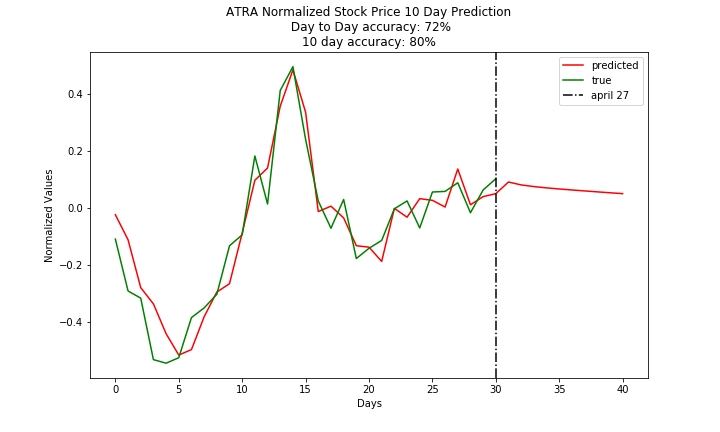 ATRA Normalized Stock Price 10 Day Prediction
Day to Day accuracy: 72%
10 day accuracy: 80%
predicted
true
april 27
Normalized Values
0.4
0.2
0.0
−0.2
−0.4
0 5 10 15 20 25 30 35 40
Days